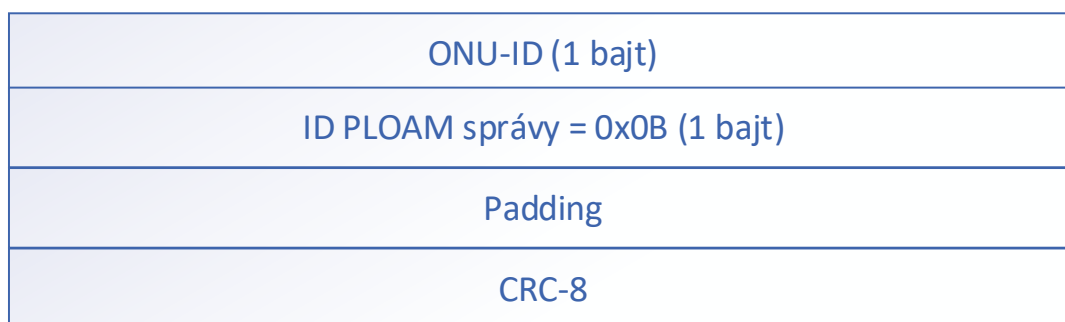 ONU-ID (1 bajt)
ID PLOAM správy = 0x0B (1 bajt)
Padding
CRC-8